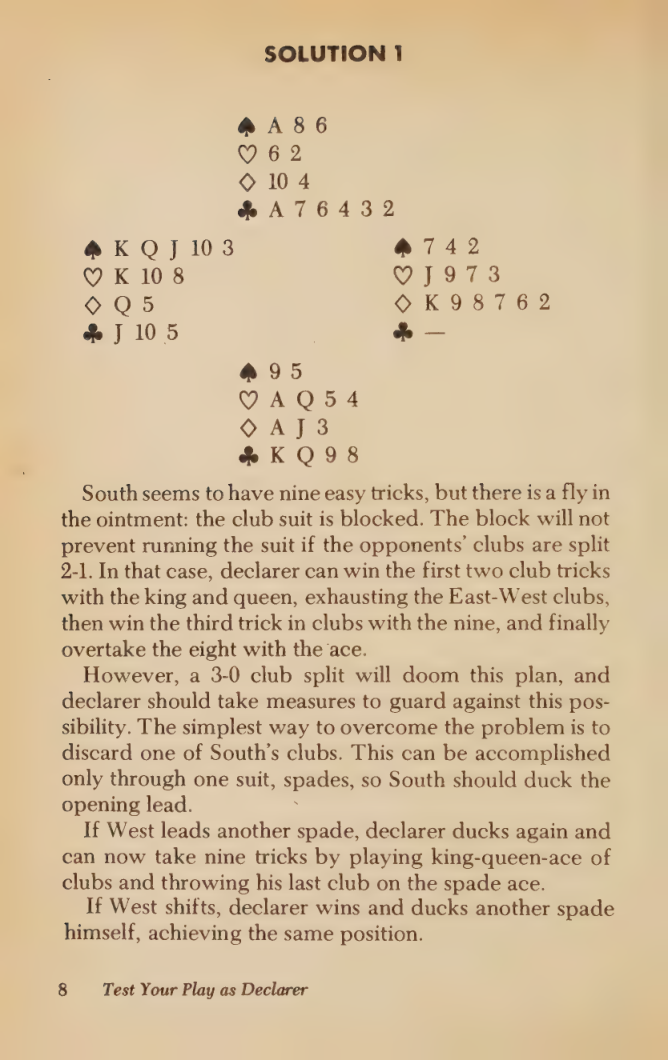 SOLUTION 1
♠ A 8 6
♡ 6 2
♢ 10 4
♣ A 7 6 4 3 2
♠ K Q J 10 3 ♠ 7 4 2
♡ K 10 8 ♡ J 9 7 3
♢ Q 5 ♢ K 9 8 7 6 2
♣ J 10 5 ♣ —
♠ 9 5
♡ A Q 5 4
♢ A J 3
♣ K Q 9 8
South seems to have nine easy tricks, but there is a fly in
the ointment: the club suit is blocked. The block will not
prevent running the suit if the opponents' clubs are split
2-1. In that case, declarer can win the first two club tricks
with the king and queen, exhausting the East-West clubs,
then win the third trick in clubs with the nine, and finally
overtake the eight with the ace.
However, a 3-0 club split will doom this plan, and
declarer should take measures to guard against this pos-
sibility. The simplest way to overcome the problem is to
discard one of South's clubs. This can be accomplished
only through one suit, spades, so South should duck the
opening lead.
If West leads another spade, declarer ducks again and
can now take nine tricks by playing king-queen-ace of
clubs and throwing his last club on the spade ace.
If West shifts, declarer wins and ducks another spade
himself, achieving the same position.
8 Test Your Play as Declarer